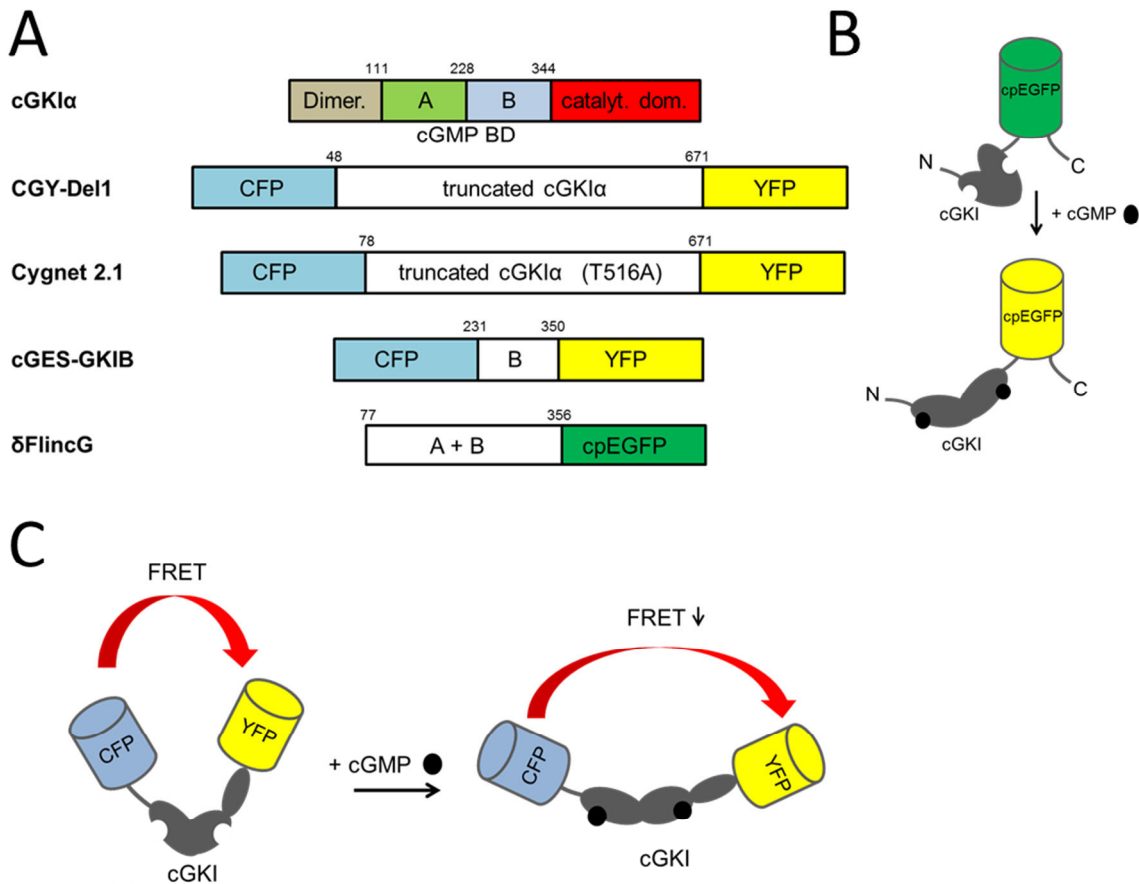 A
111 228 344
cGKIα Dimer. A B catalyt. dom.
cGMP BD
48 671
CGY-Del1 CFP truncated cGKIα YFP
78 671
Cygnet 2.1 CFP truncated cGKIα (T516A) YFP
231 350
cGES-GKIB CFP B YFP
77 356
δFlincG A + B cpEGFP
B
cpEGFP
N
C
cGKI
+ cGMP
cpEGFP
N
C
cGKI
C
FRET
CFP YFP
cGKI
+ cGMP
FRET ↓
CFP YFP
cGKI